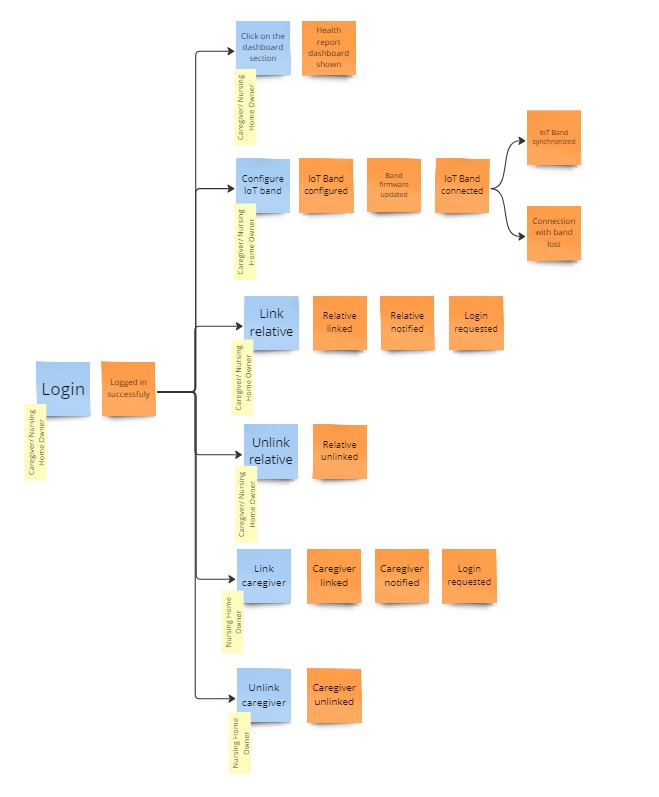 Click on the
dashboard
section
Health
report
dashboard
shown
Caregiver/ Nursing
Home Owner
IoT Band
synchronized
Configure
IoT band
IoT Band
configured
Band
firmware
updated
IoT Band
connected
Caregiver/ Nursing
Home Owner
Connection
with band
lost
Link
relative
Relative
linked
Relative
notified
Login
requested
Caregiver/ Nursing
Home Owner
Login
Logged in
successfuly
Caregiver/ Nursing
Home Owner
Unlink
relative
Relative
unlinked
Caregiver/ Nursing
Home Owner
Link
caregiver
Caregiver
linked
Caregiver
notified
Login
requested
Nursing Home
Owner
Unlink
caregiver
Caregiver
unlinked
Nursing Home
Owner